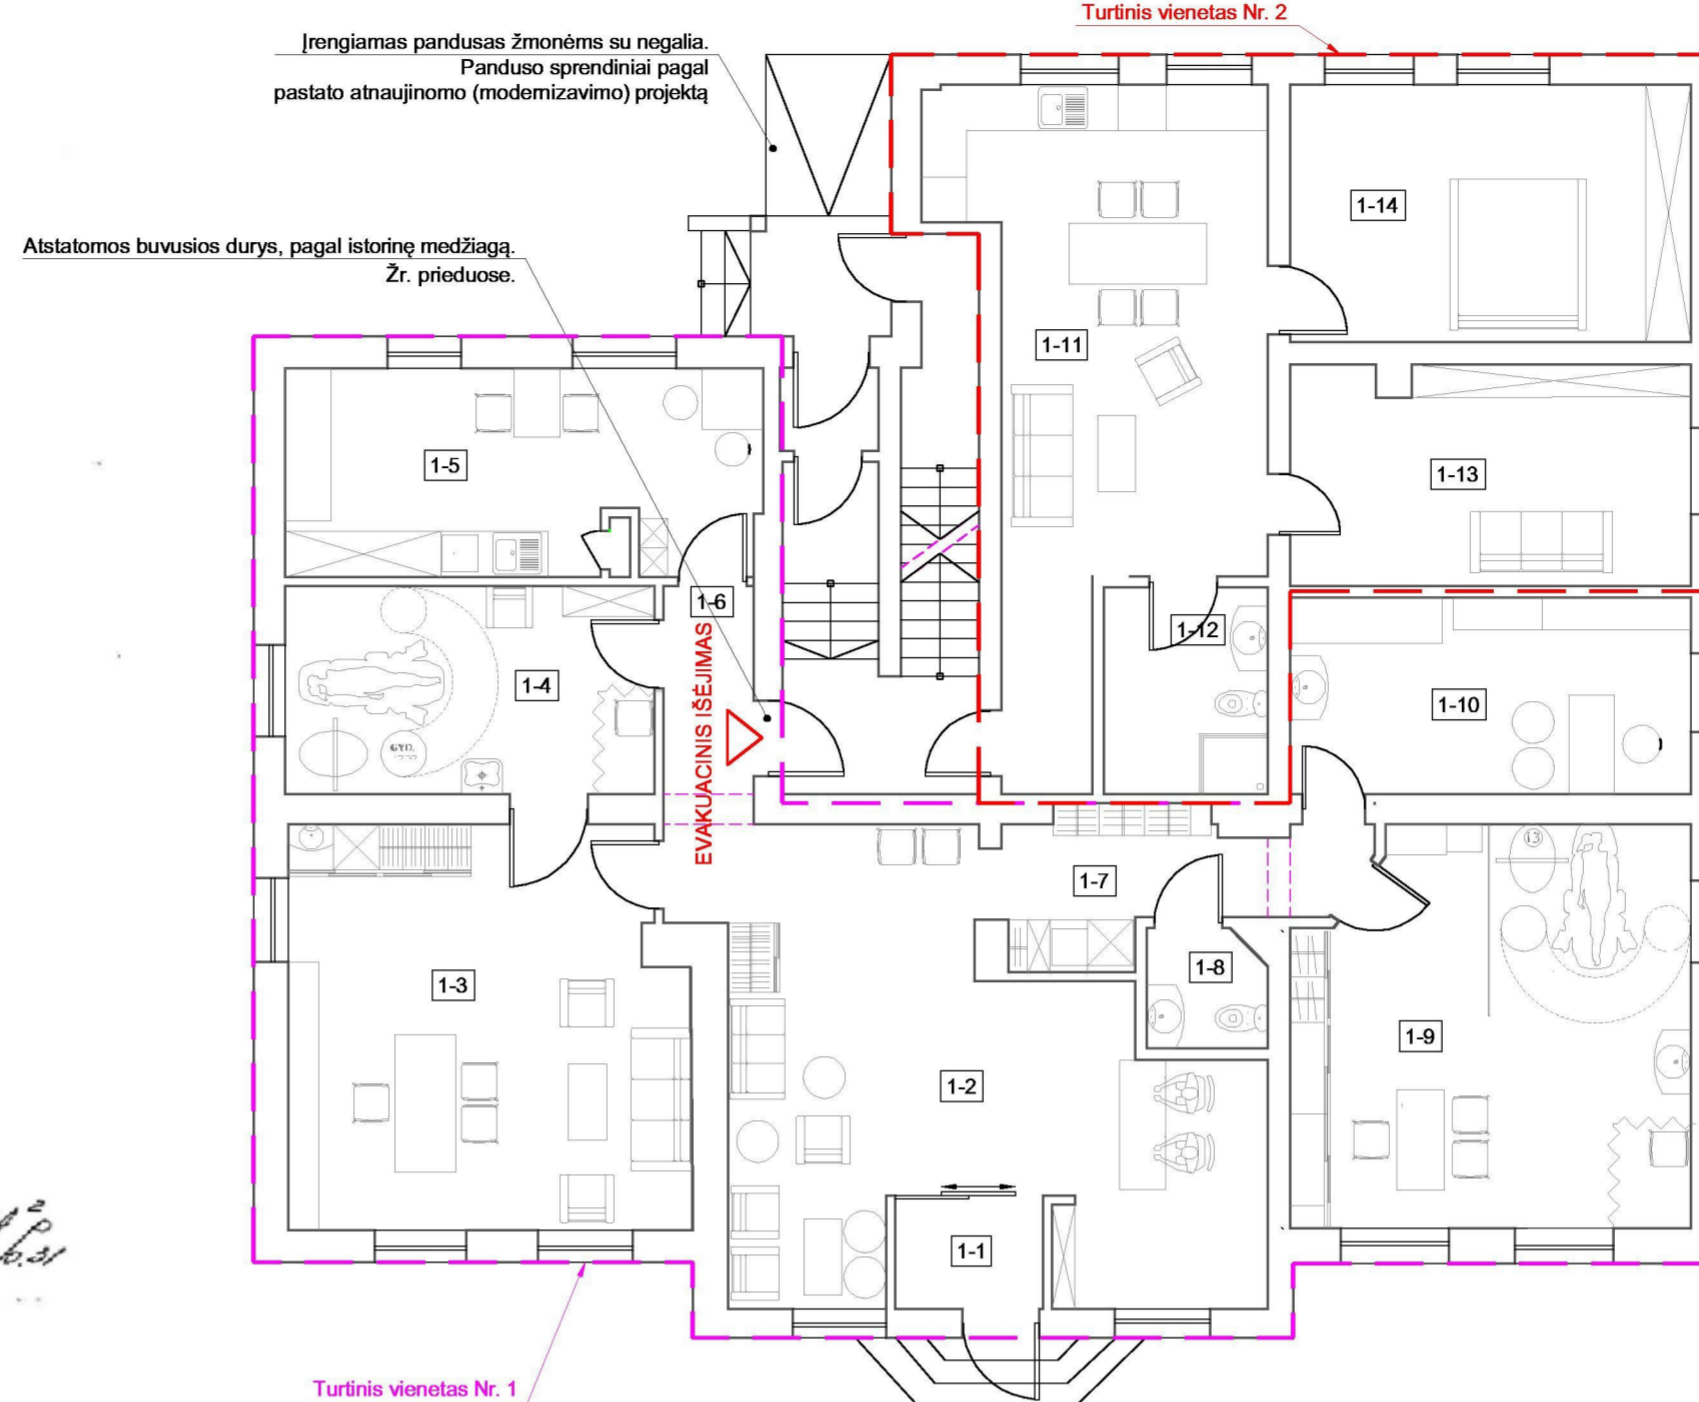 Turtinis vienetas Nr. 2
Įrengiamas pandusas žmonėms su negalia.
Panduso sprendiniai pagal
pastato atnaujinomo (modernizavimo) projektą
1-14
Atstatomos buvusios durys, pagal istorinę medžiagą.
Žr. prieduose.
1-11
1-5
1-13
1-6
1-12
1-4
1-10
EVAKUACINIS IŠĖJIMAS
GYD.
13
1-7
1-8
1-3
1-9
1-2
1-1
Turtinis vienetas Nr. 1